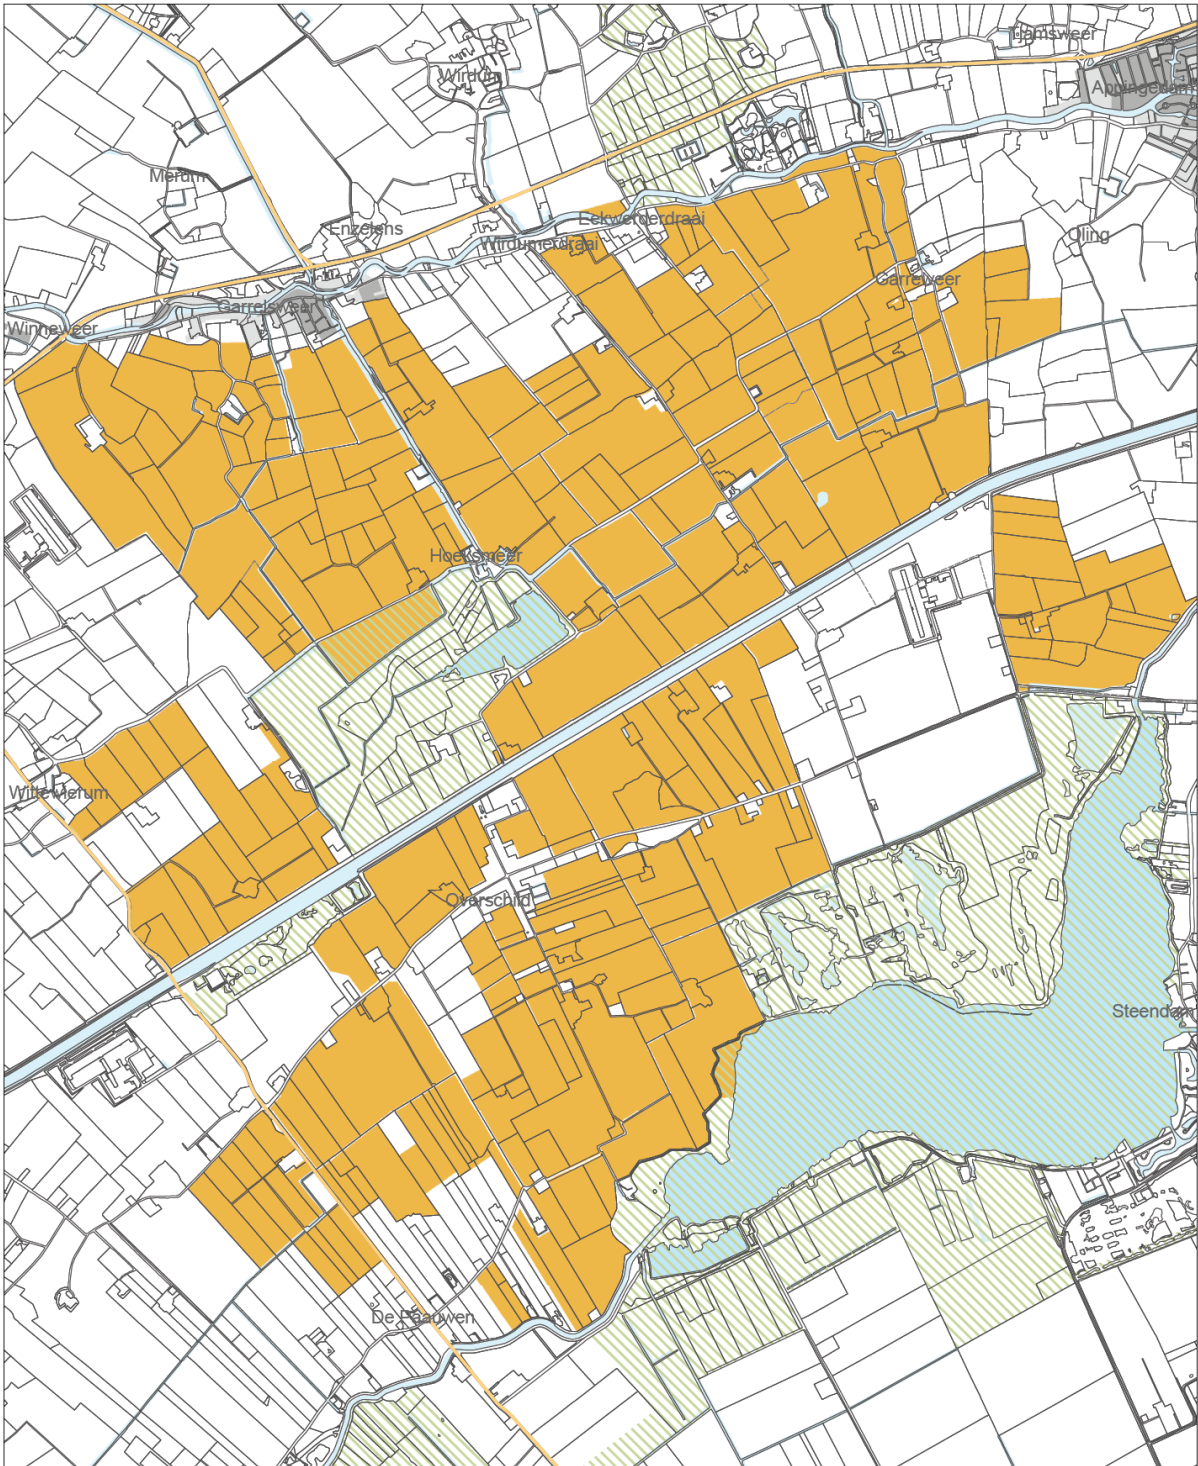 Jamsweer
Wirdum
Appingedam
Merum
Enzelens
Eekwerderdraai
Wirdumerdraai
Oling
Garreweer
Garrelsweer
Winneweer
Hoeksmeer
Wittewierum
Overschild
Steendam
De Paauwen